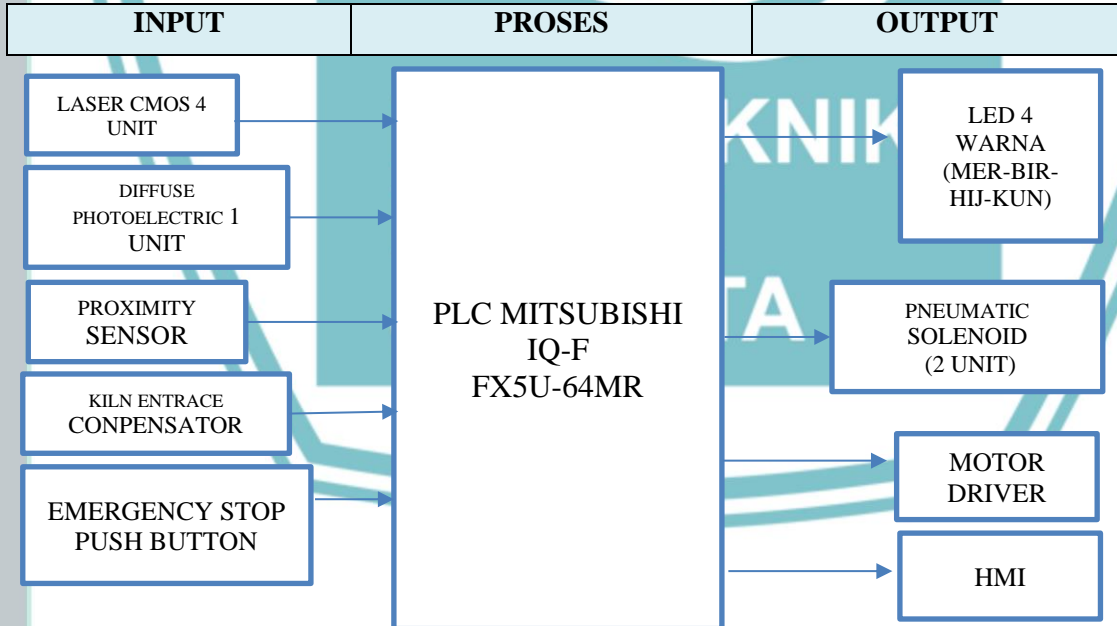 INPUT PROSES OUTPUT
LASER CMOS 4
UNIT
DIFFUSE
PHOTOELECTRIC 1
UNIT
PROXIMITY
SENSOR
KILN ENTRACE
CONPENSATOR
EMERGENCY STOP
PUSH BUTTON
PLC MITSUBISHI
IQ-F
FX5U-64MR
LED 4
WARNA
(MER-BIR-
HIJ-KUN)
PNEUMATIC
SOLENOID
(2 UNIT)
MOTOR
DRIVER
HMI